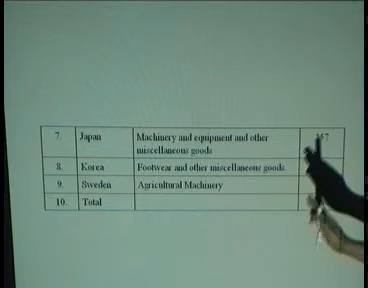 7. Japan Machinery and equipment and other
miscellaneous goods
8. Korea Footwear and other miscellaneous goods
9. Sweden Agricultural Machinery
10. Total